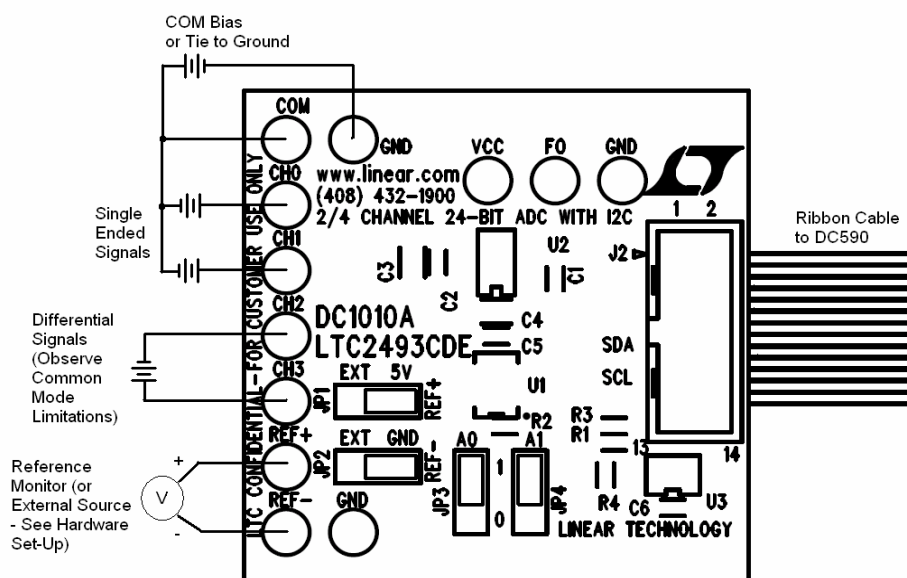 COM Bias
or Tie to Ground
COM
GND
VCC
FO
GND
www.linear.com
(408) 432-1900
2/4 CHANNEL 24-BIT ADC WITH I2C
1 2
CH0
Single
Ended
Signals
CH1
C3
C2
U2
C1
J2
Ribbon Cable
to DC590
LTC CONFIDENTIAL-FOR CUSTOMER USE ONLY
CH2
DC1010A
LTC2493CDE
C4
C5
SDA
SCL
Differential
Signals
(Observe
Common
Mode
Limitations)
CH3
JP1
EXT 5V
REF+
U1
R2
R3
R1
13
14
REF+
JP2
EXT GND
REF-
A0
A1
JP3
1
0
JP4
R4
C6
U3
Reference
Monitor (or
External Source
- See Hardware
Set-Up)
+
V
-
REF-
GND
LINEAR TECHNOLOGY